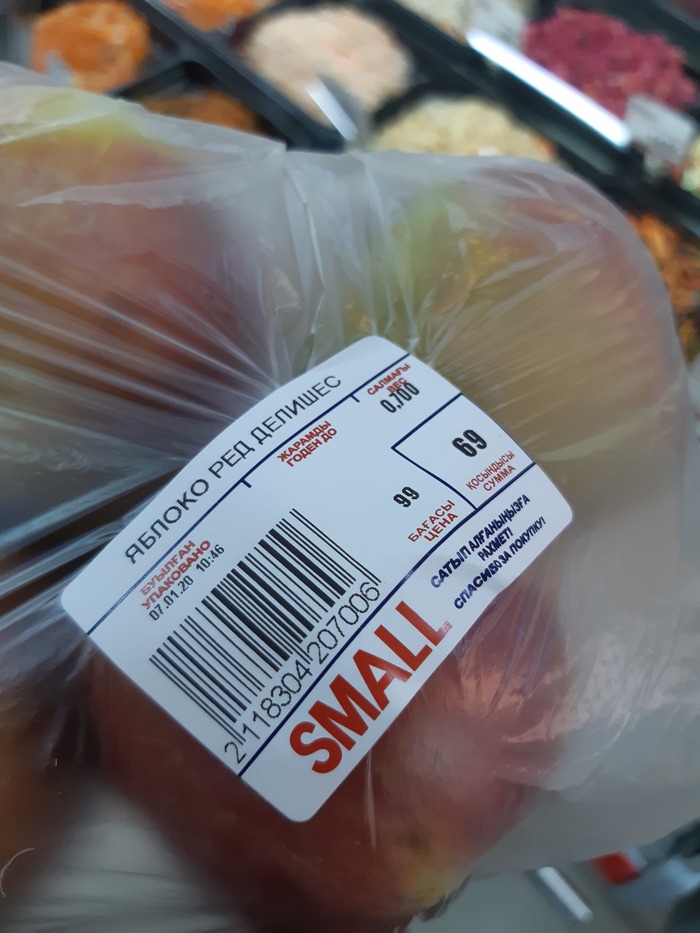 ЯБЛОКО РЕД ДЕЛИШЕС
БУЫЛҒАН
УПАКОВАНО
07.01.20 10:46
ЖАРАМДЫ
ГОДЕН ДО
САЛМАҒЫ
ВЕС
0,700
99
БАҒАСЫ
ЦЕНА
69
ҚОСЫНДЫСЫ
СУММА
2 118304 207006
SMALL
САТЫП АЛҒАНЫҢЫЗҒА
РАХМЕТ!
СПАСИБО ЗА ПОКУПКУ!